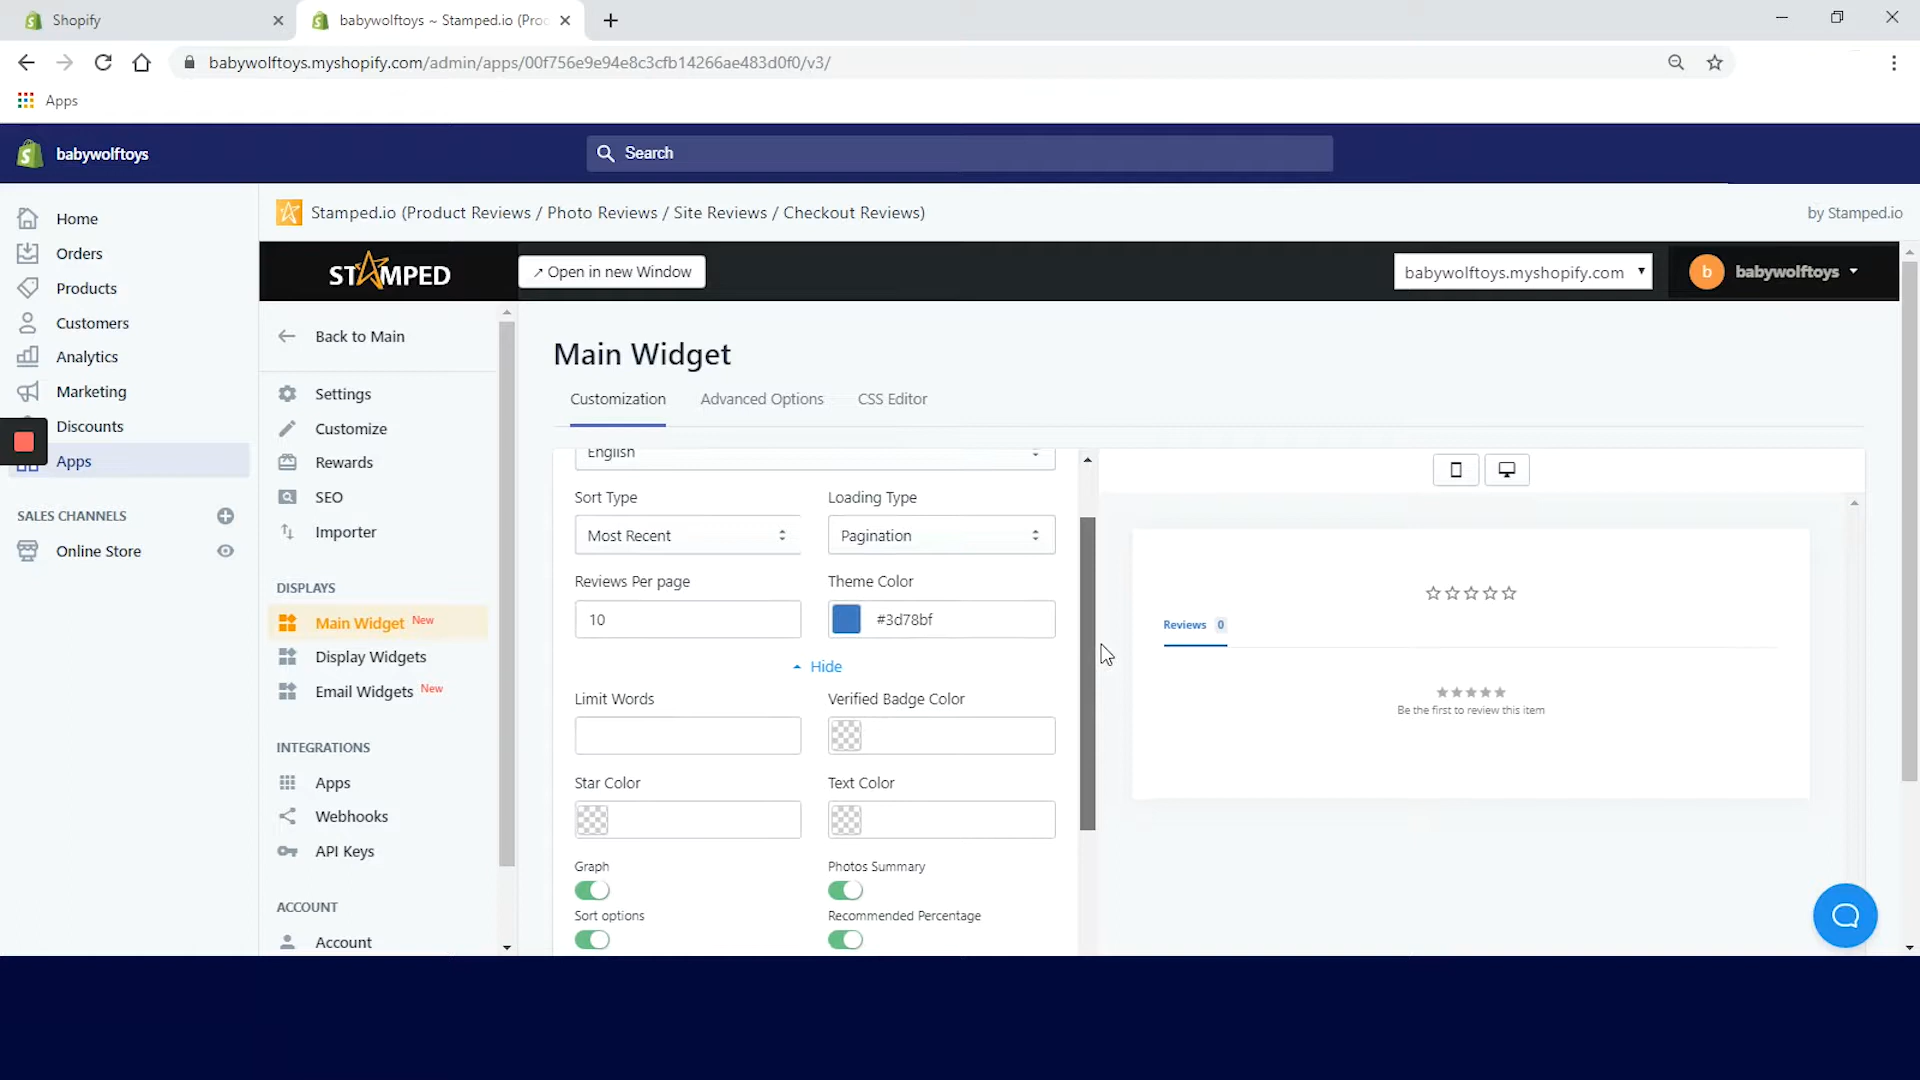 Shopify
babywolftoys ~ Stamped.io (Proc
babywolftoys.myshopify.com/admin/apps/00f756e9e94e8c3cfb14266ae483d0f0/v3/
Apps
babywolftoys
Search
Home
Orders
Products
Customers
Analytics
Marketing
Discounts
Apps
SALES CHANNELS
Online Store
Stamped.io (Product Reviews / Photo Reviews / Site Reviews / Checkout Reviews)
by Stamped.io
STAMPED
Open in new Window
babywolftoys.myshopify.com
b
babywolftoys
Back to Main
Settings
Customize
Rewards
SEO
Importer
DISPLAYS
Main Widget New
Display Widgets
Email Widgets New
INTEGRATIONS
Apps
Webhooks
API Keys
ACCOUNT
Account
Main Widget
Customization
Advanced Options
CSS Editor
English
Sort Type
Loading Type
Most Recent
Pagination
Reviews Per page
Theme Color
10
#3d78bf
Hide
Limit Words
Verified Badge Color
Star Color
Text Color
Graph
Photos Summary
Sort options
Recommended Percentage
Reviews 0
Be the first to review this item